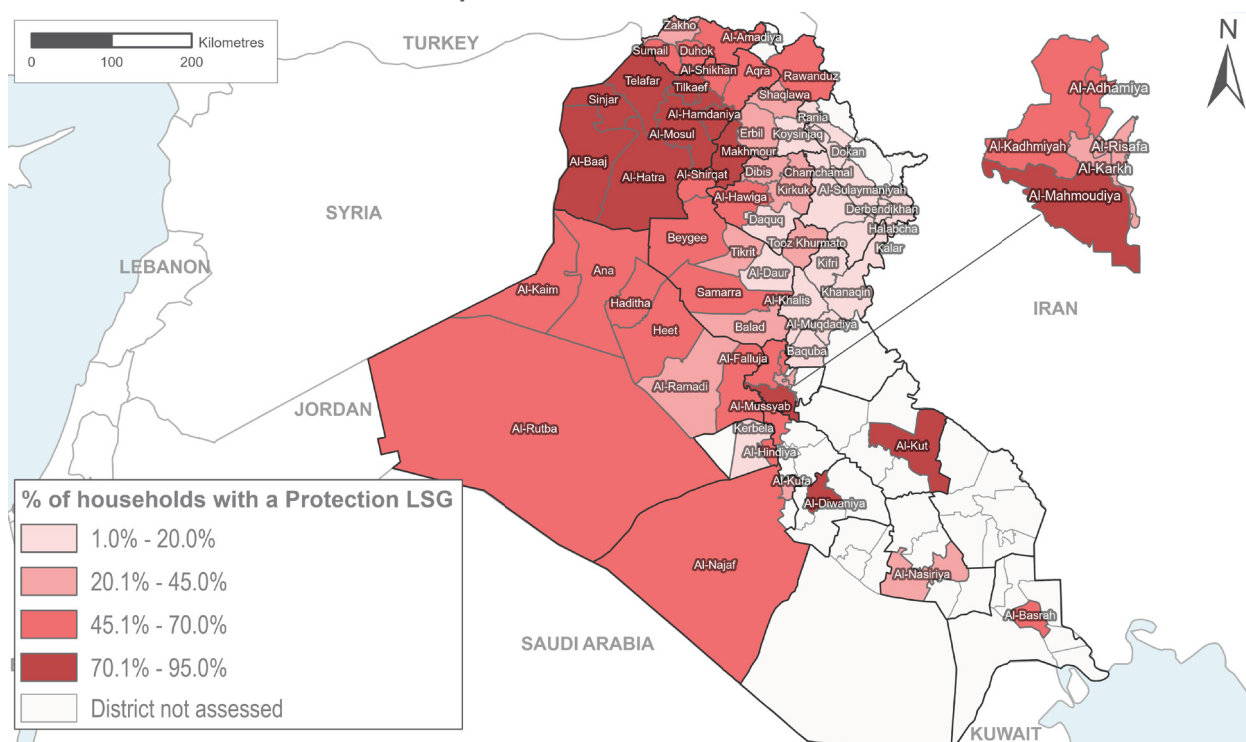 Kilometres
0 100 200
N
TURKEY
SYRIA
LEBANON
JORDAN
SAUDI ARABIA
KUWAIT
IRAN
Zakho
Al-Amadiya
Sumail
Duhok
Al-Shikhan
Aqra
Rawanduz
Telafar
Tilkaef
Shaqlawa
Sinjar
Al-Hamdaniya
Rania
Al-Mosul
Erbil
Koysinjaq
Makhmour
Dokan
Al-Baaj
Al-Hatra
Al-Shirqat
Dibis
Chamchamal
Al-Hawiga
Kirkuk
Al-Sulaymaniyah
Daquq
Derbendikhan
Halabcha
Beygee
Tikrit
Tooz Khurmato
Kalar
Al-Daur
Kifri
Ana
Al-Kaim
Haditha
Samarra
Al-Khalis
Khanaqin
Heet
Balad
Al-Muqdadiya
Baquba
Al-Falluja
Al-Ramadi
Al-Mussyab
Al-Rutba
Kerbela
Al-Hindiya
Al-Kut
Al-Kufa
Al-Diwaniya
Al-Najaf
Al-Nasiriya
Al-Basrah
Al-Adhamiya
Al-Kadhmiyah
Al-Risafa
Al-Karkh
Al-Mahmoudiya
% of households with a Protection LSG
1.0% - 20.0%
20.1% - 45.0%
45.1% - 70.0%
70.1% - 95.0%
District not assessed